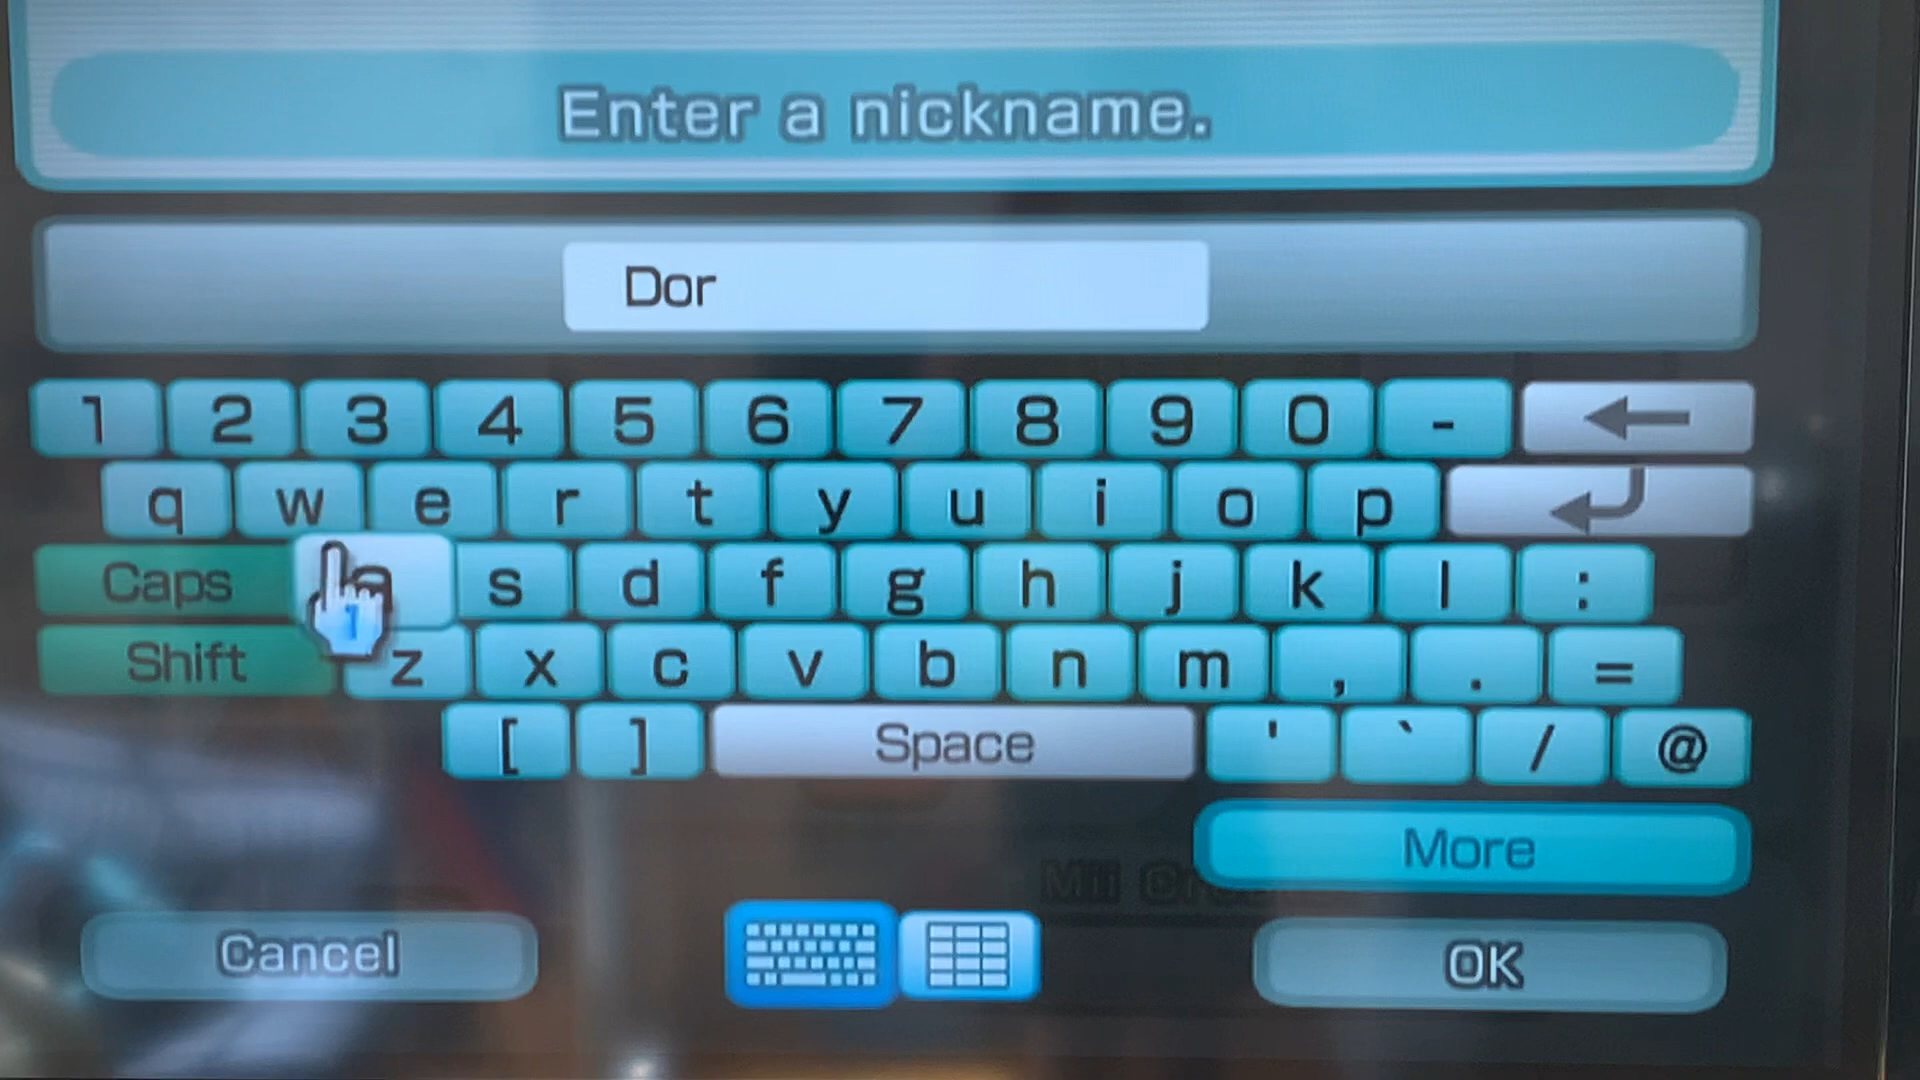 Enter a nickname.
Dor
1 2 3 4 5 6 7 8 9 0 -
q w e r t y u i o p
Caps a s d f g h j k l :
Shift z x c v b n m , . =
[ ] Space ' ` / @
More
Cancel OK